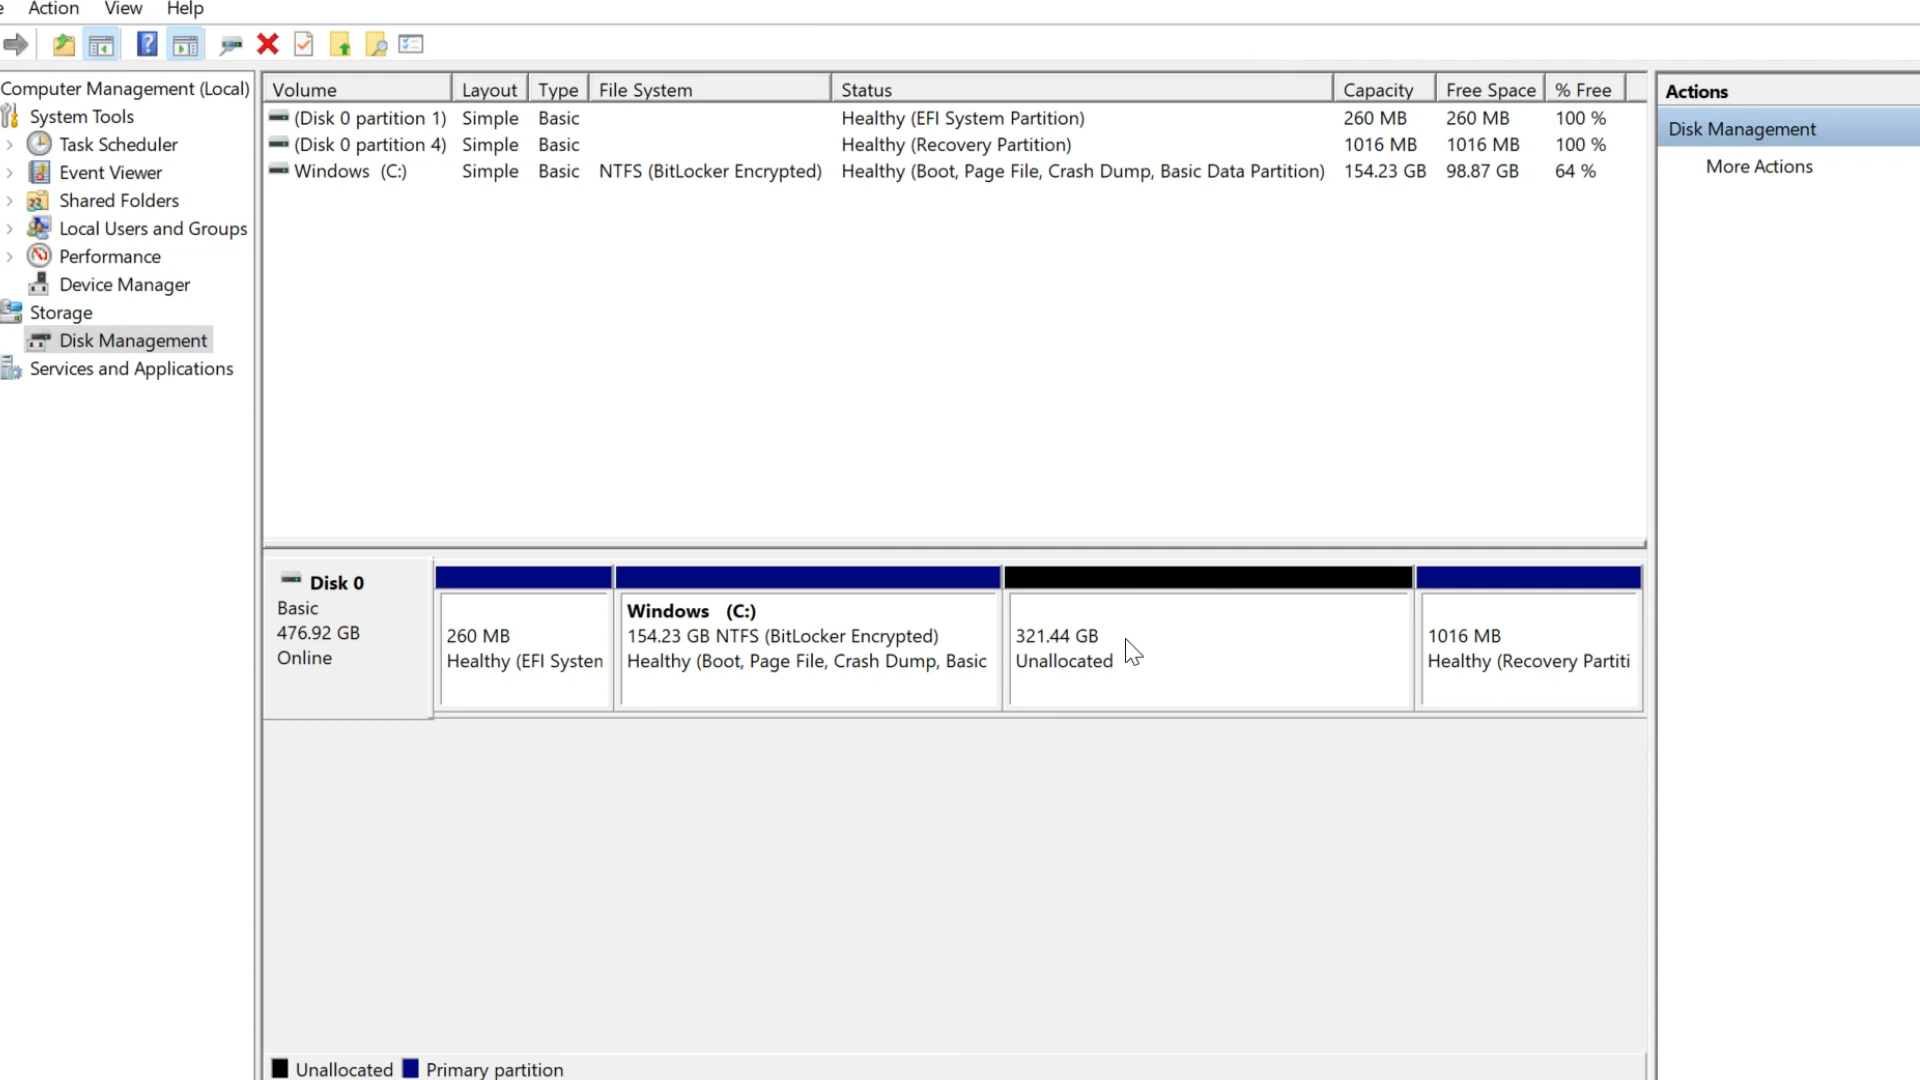 Action View Help
Computer Management (Local)
System Tools
Task Scheduler
Event Viewer
Shared Folders
Local Users and Groups
Performance
Device Manager
Storage
Disk Management
Services and Applications
Volume Layout Type File System Status Capacity Free Space % Free
(Disk 0 partition 1) Simple Basic Healthy (EFI System Partition) 260 MB 260 MB 100 %
(Disk 0 partition 4) Simple Basic Healthy (Recovery Partition) 1016 MB 1016 MB 100 %
Windows (C:) Simple Basic NTFS (BitLocker Encrypted) Healthy (Boot, Page File, Crash Dump, Basic Data Partition) 154.23 GB 98.87 GB 64 %
Disk 0
Basic
476.92 GB
Online
260 MB
Healthy (EFI System
Windows (C:)
154.23 GB NTFS (BitLocker Encrypted)
Healthy (Boot, Page File, Crash Dump, Basic
321.44 GB
Unallocated
1016 MB
Healthy (Recovery Partiti
Unallocated Primary partition
Actions
Disk Management
More Actions